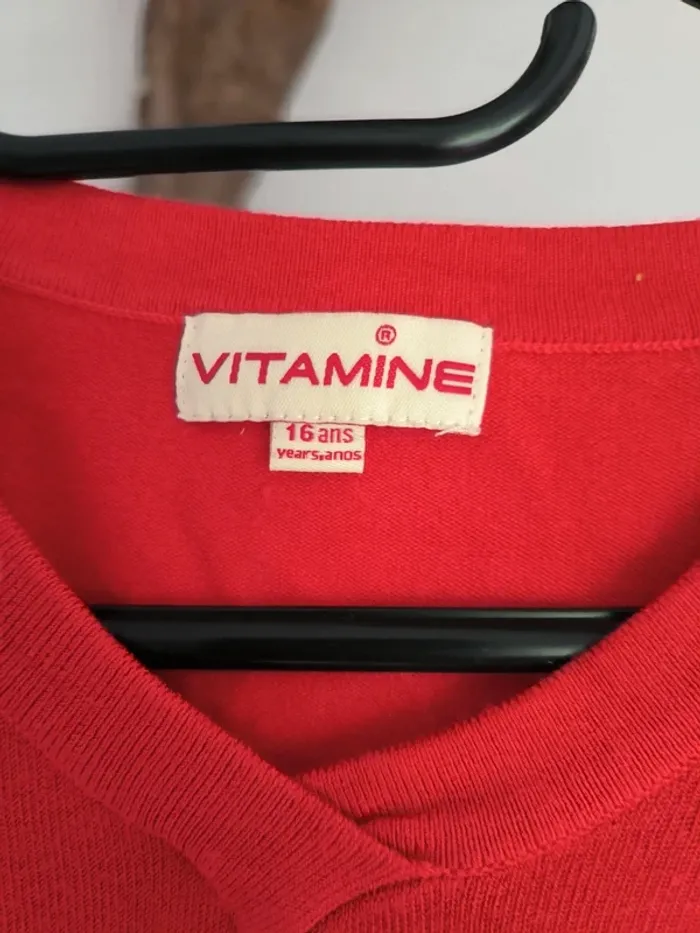 ®
VITAMINE
16 ans
years.anos